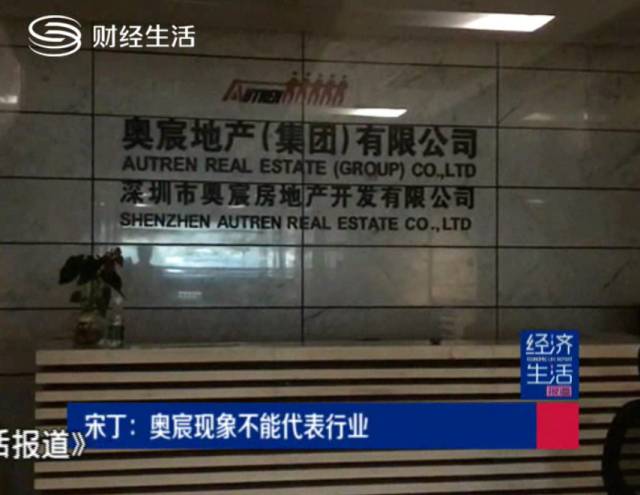 财经生活
AUTREN
奥宸地产(集团)有限公司
AUTREN REAL ESTATE (GROUP) CO.,LTD
深圳市奥宸房地产开发有限公司
SHENZHEN AUTREN REAL ESTATE CO.,LTD
经济
生活
报道
宋丁：奥宸现象不能代表行业
活报道》